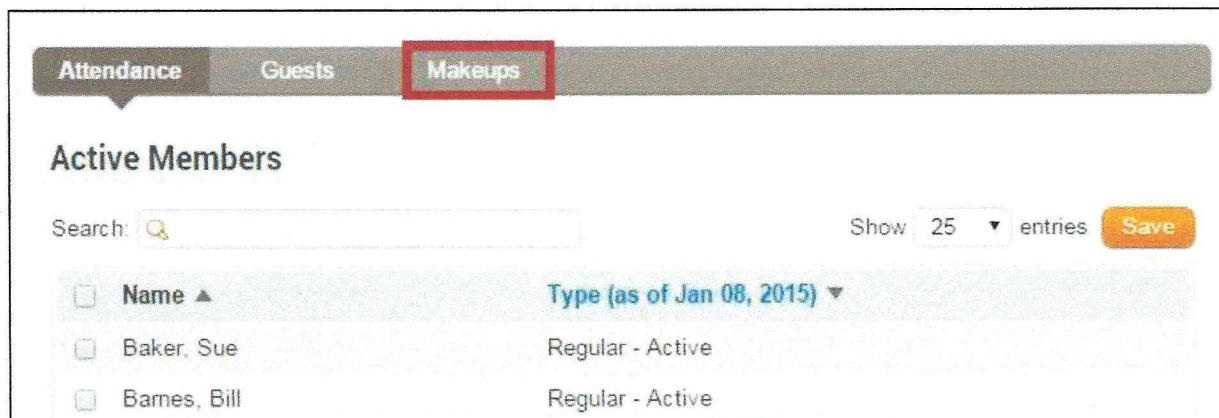 Attendance Guests Makeups
Active Members
Search: Show 25 ▼ entries Save
Name ▲ Type (as of Jan 08, 2015) ▼
Baker, Sue Regular - Active
Barnes, Bill Regular - Active